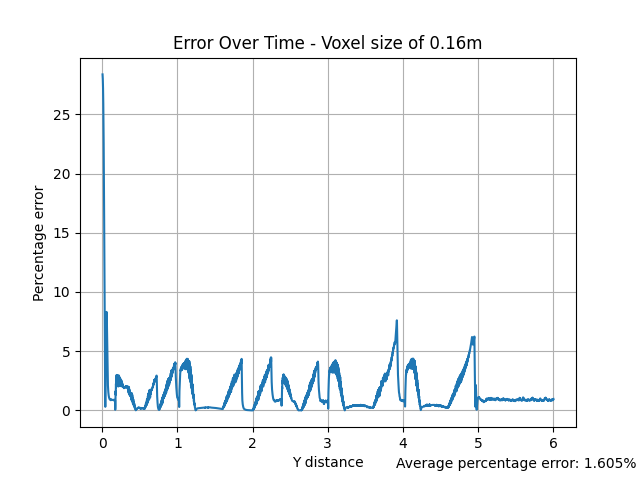 Error Over Time - Voxel size of 0.16m
Percentage error
25
20
15
10
5
0
0 1 2 3 4 5 6
Y distance
Average percentage error: 1.605%